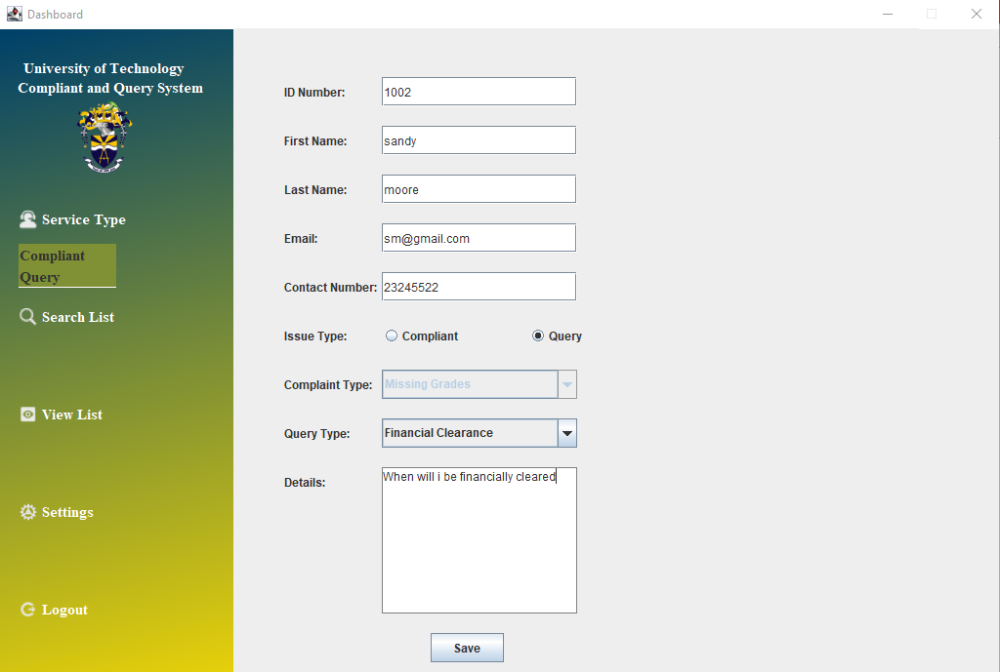 Dashboard
University of Technology
Compliant and Query System
Service Type
Compliant
Query
Search List
View List
Settings
Logout
ID Number: 1002
First Name: sandy
Last Name: moore
Email: sm@gmail.com
Contact Number: 23245522
Issue Type: Compliant Query
Complaint Type: Missing Grades
Query Type: Financial Clearance
Details: When will i be financially cleared
Save